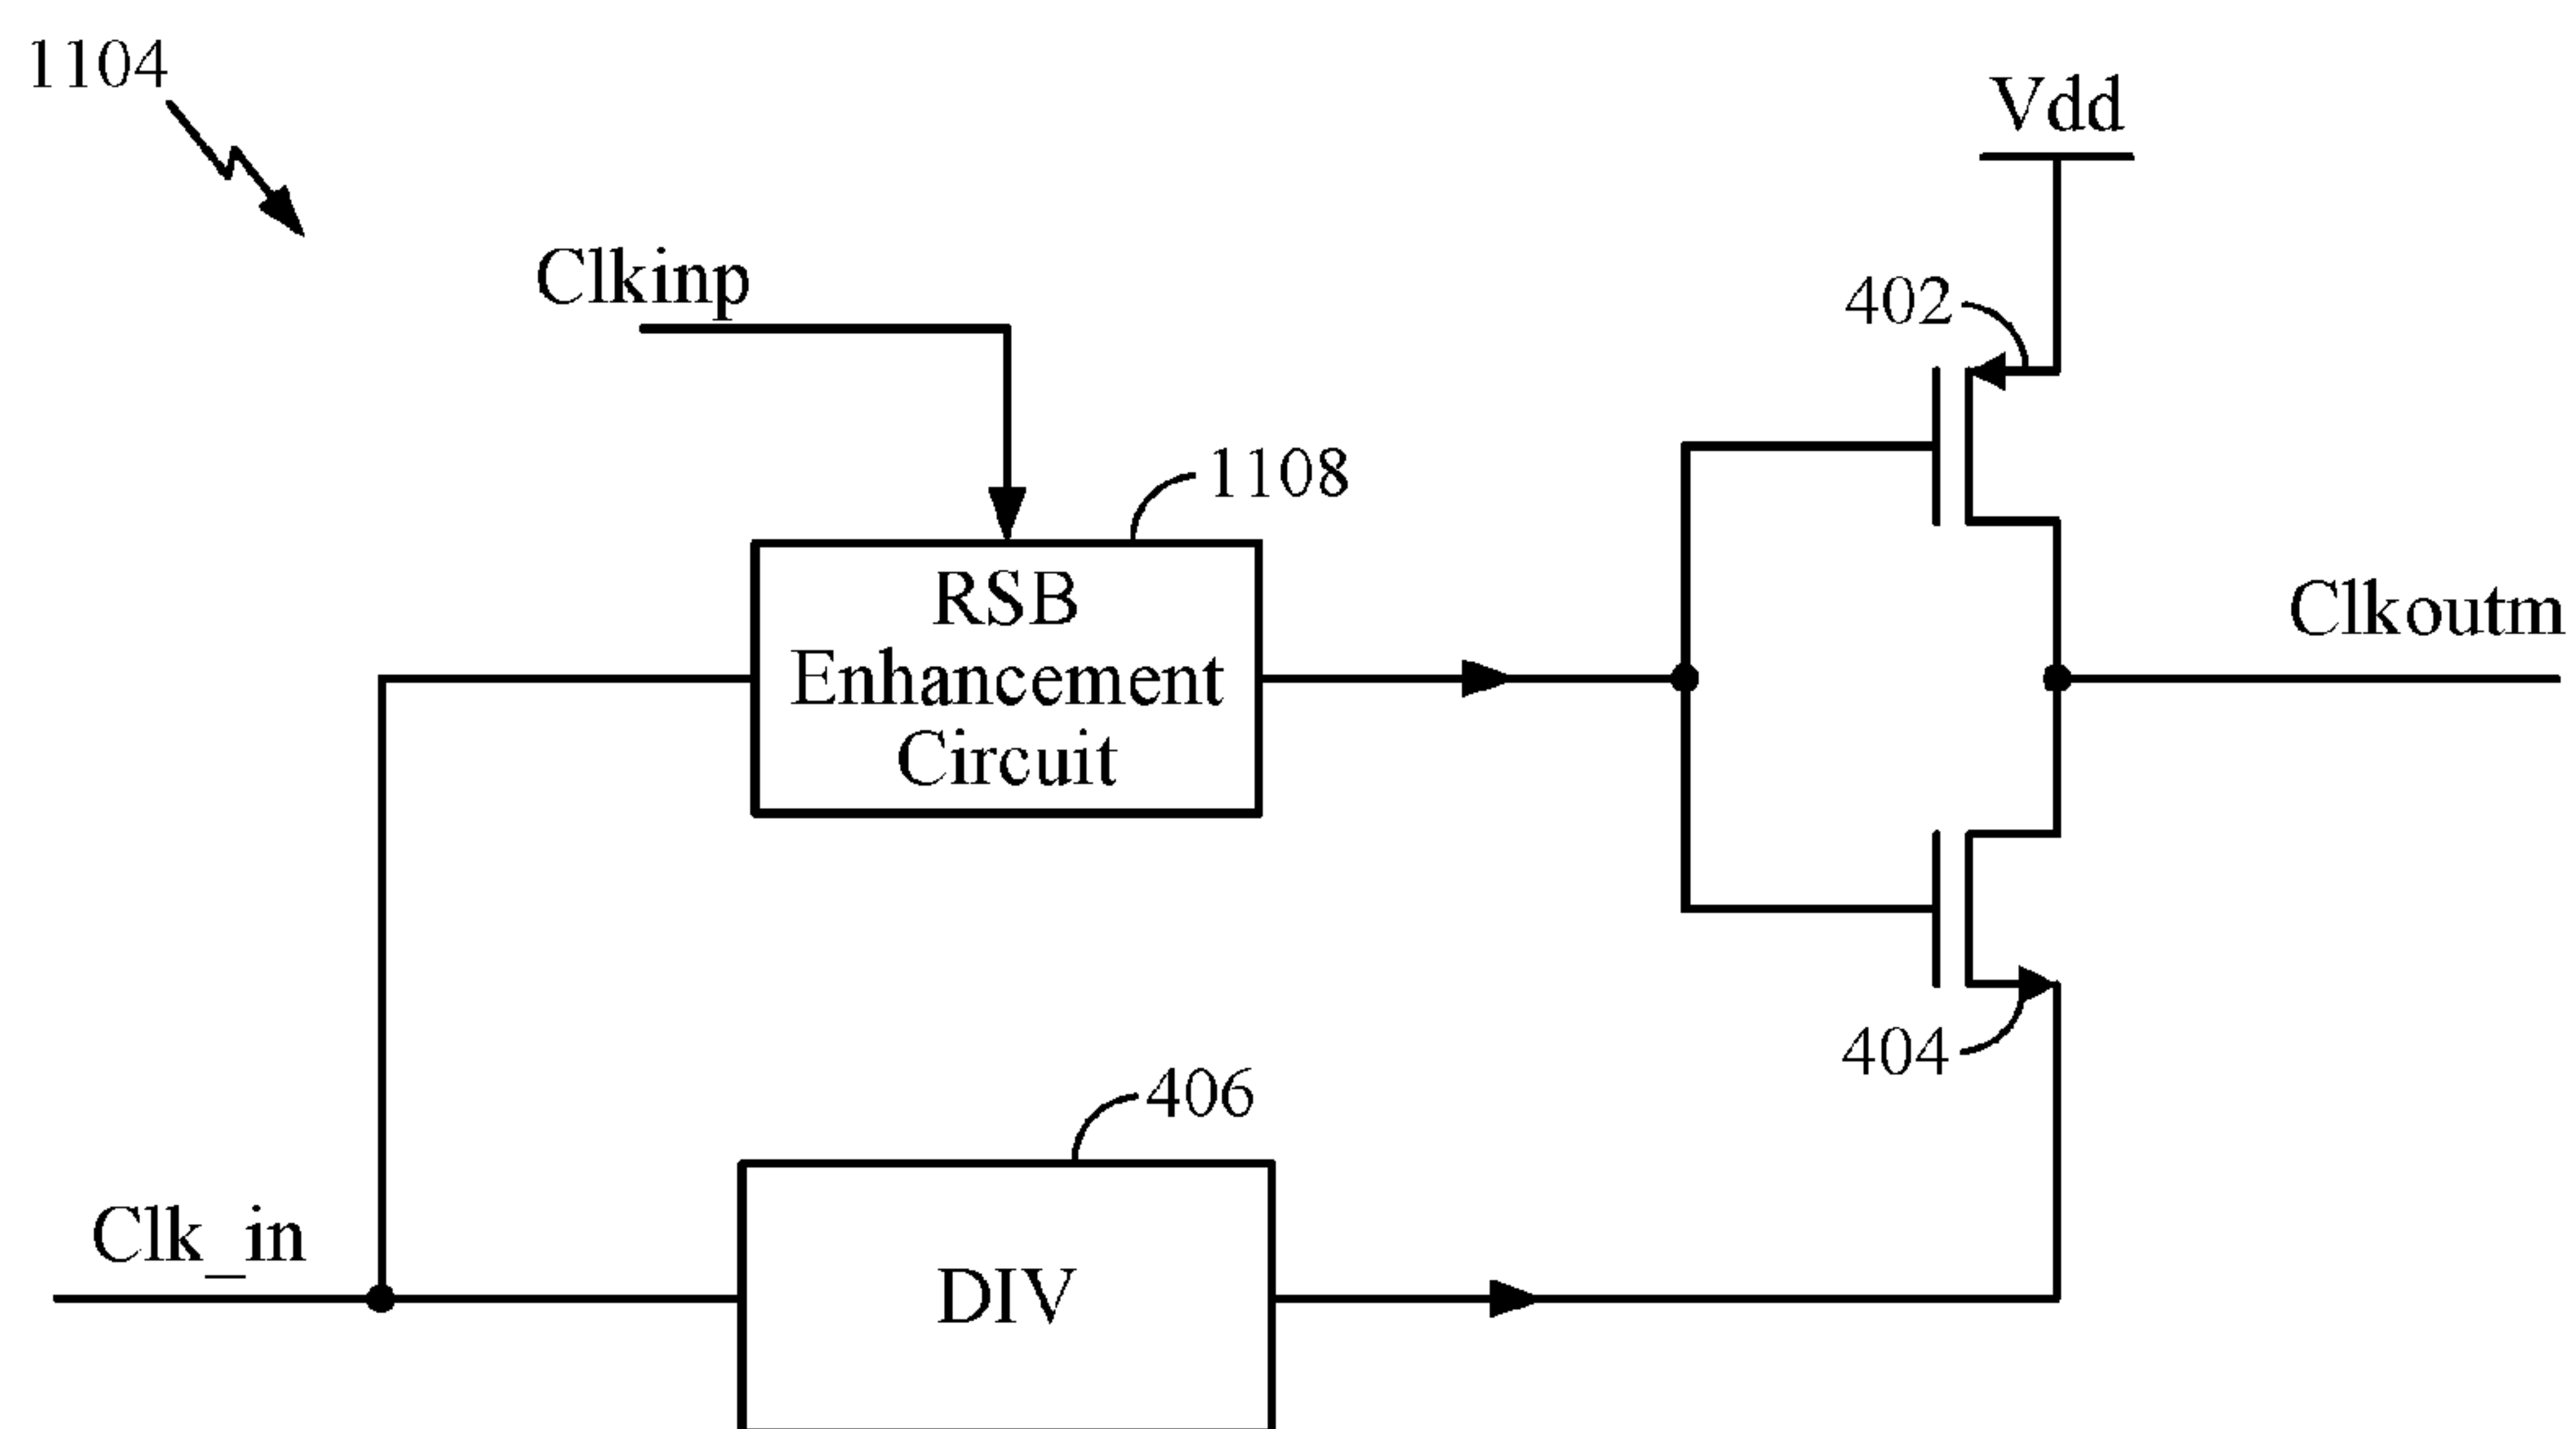 1104
Vdd
Clkinp
402
1108
RSB
Enhancement
Circuit
Clkoutm
404
406
Clk_in
DIV